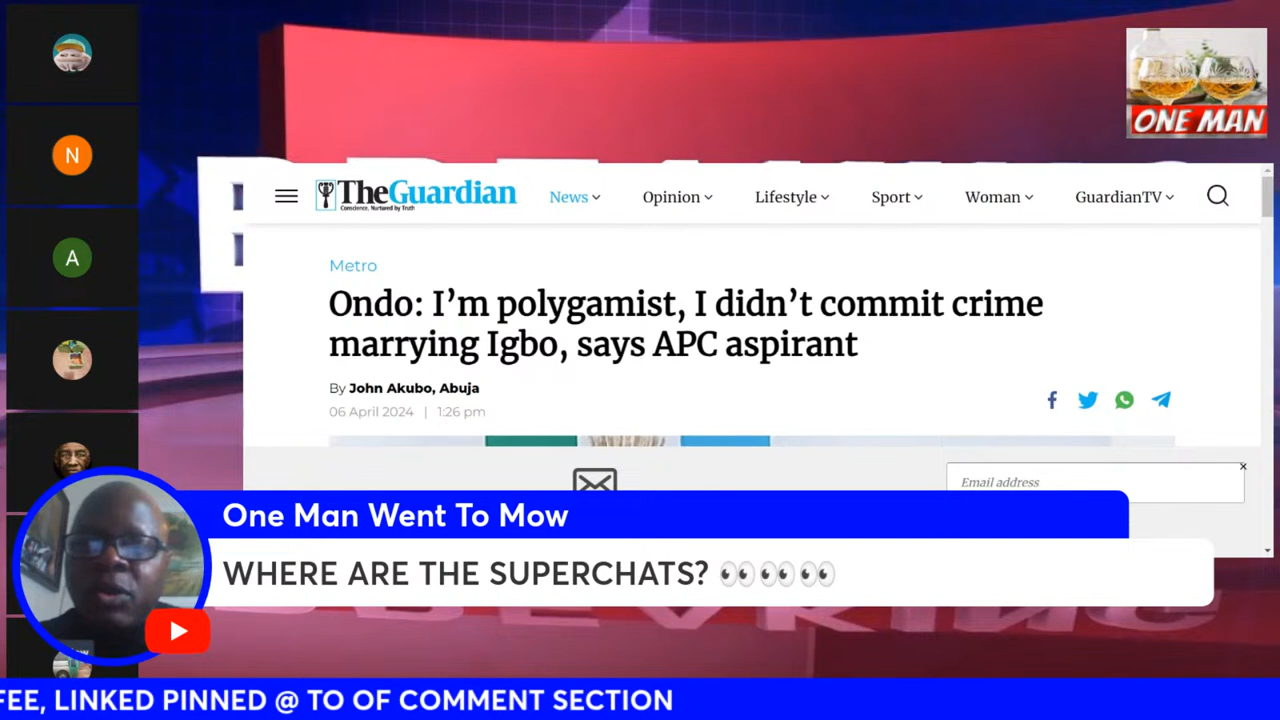 ONE MAN
N
A
TheGuardian
Conscience, Nurtured by Truth
News
Opinion
Lifestyle
Sport
Woman
GuardianTV
Metro
Ondo: I’m polygamist, I didn’t commit crime
marrying Igbo, says APC aspirant
By John Akubo, Abuja
06 April 2024 | 1:26 pm
Email address
One Man Went To Mow
WHERE ARE THE SUPERCHATS? 👀👀👀
FEE, LINKED PINNED @ TO OF COMMENT SECTION